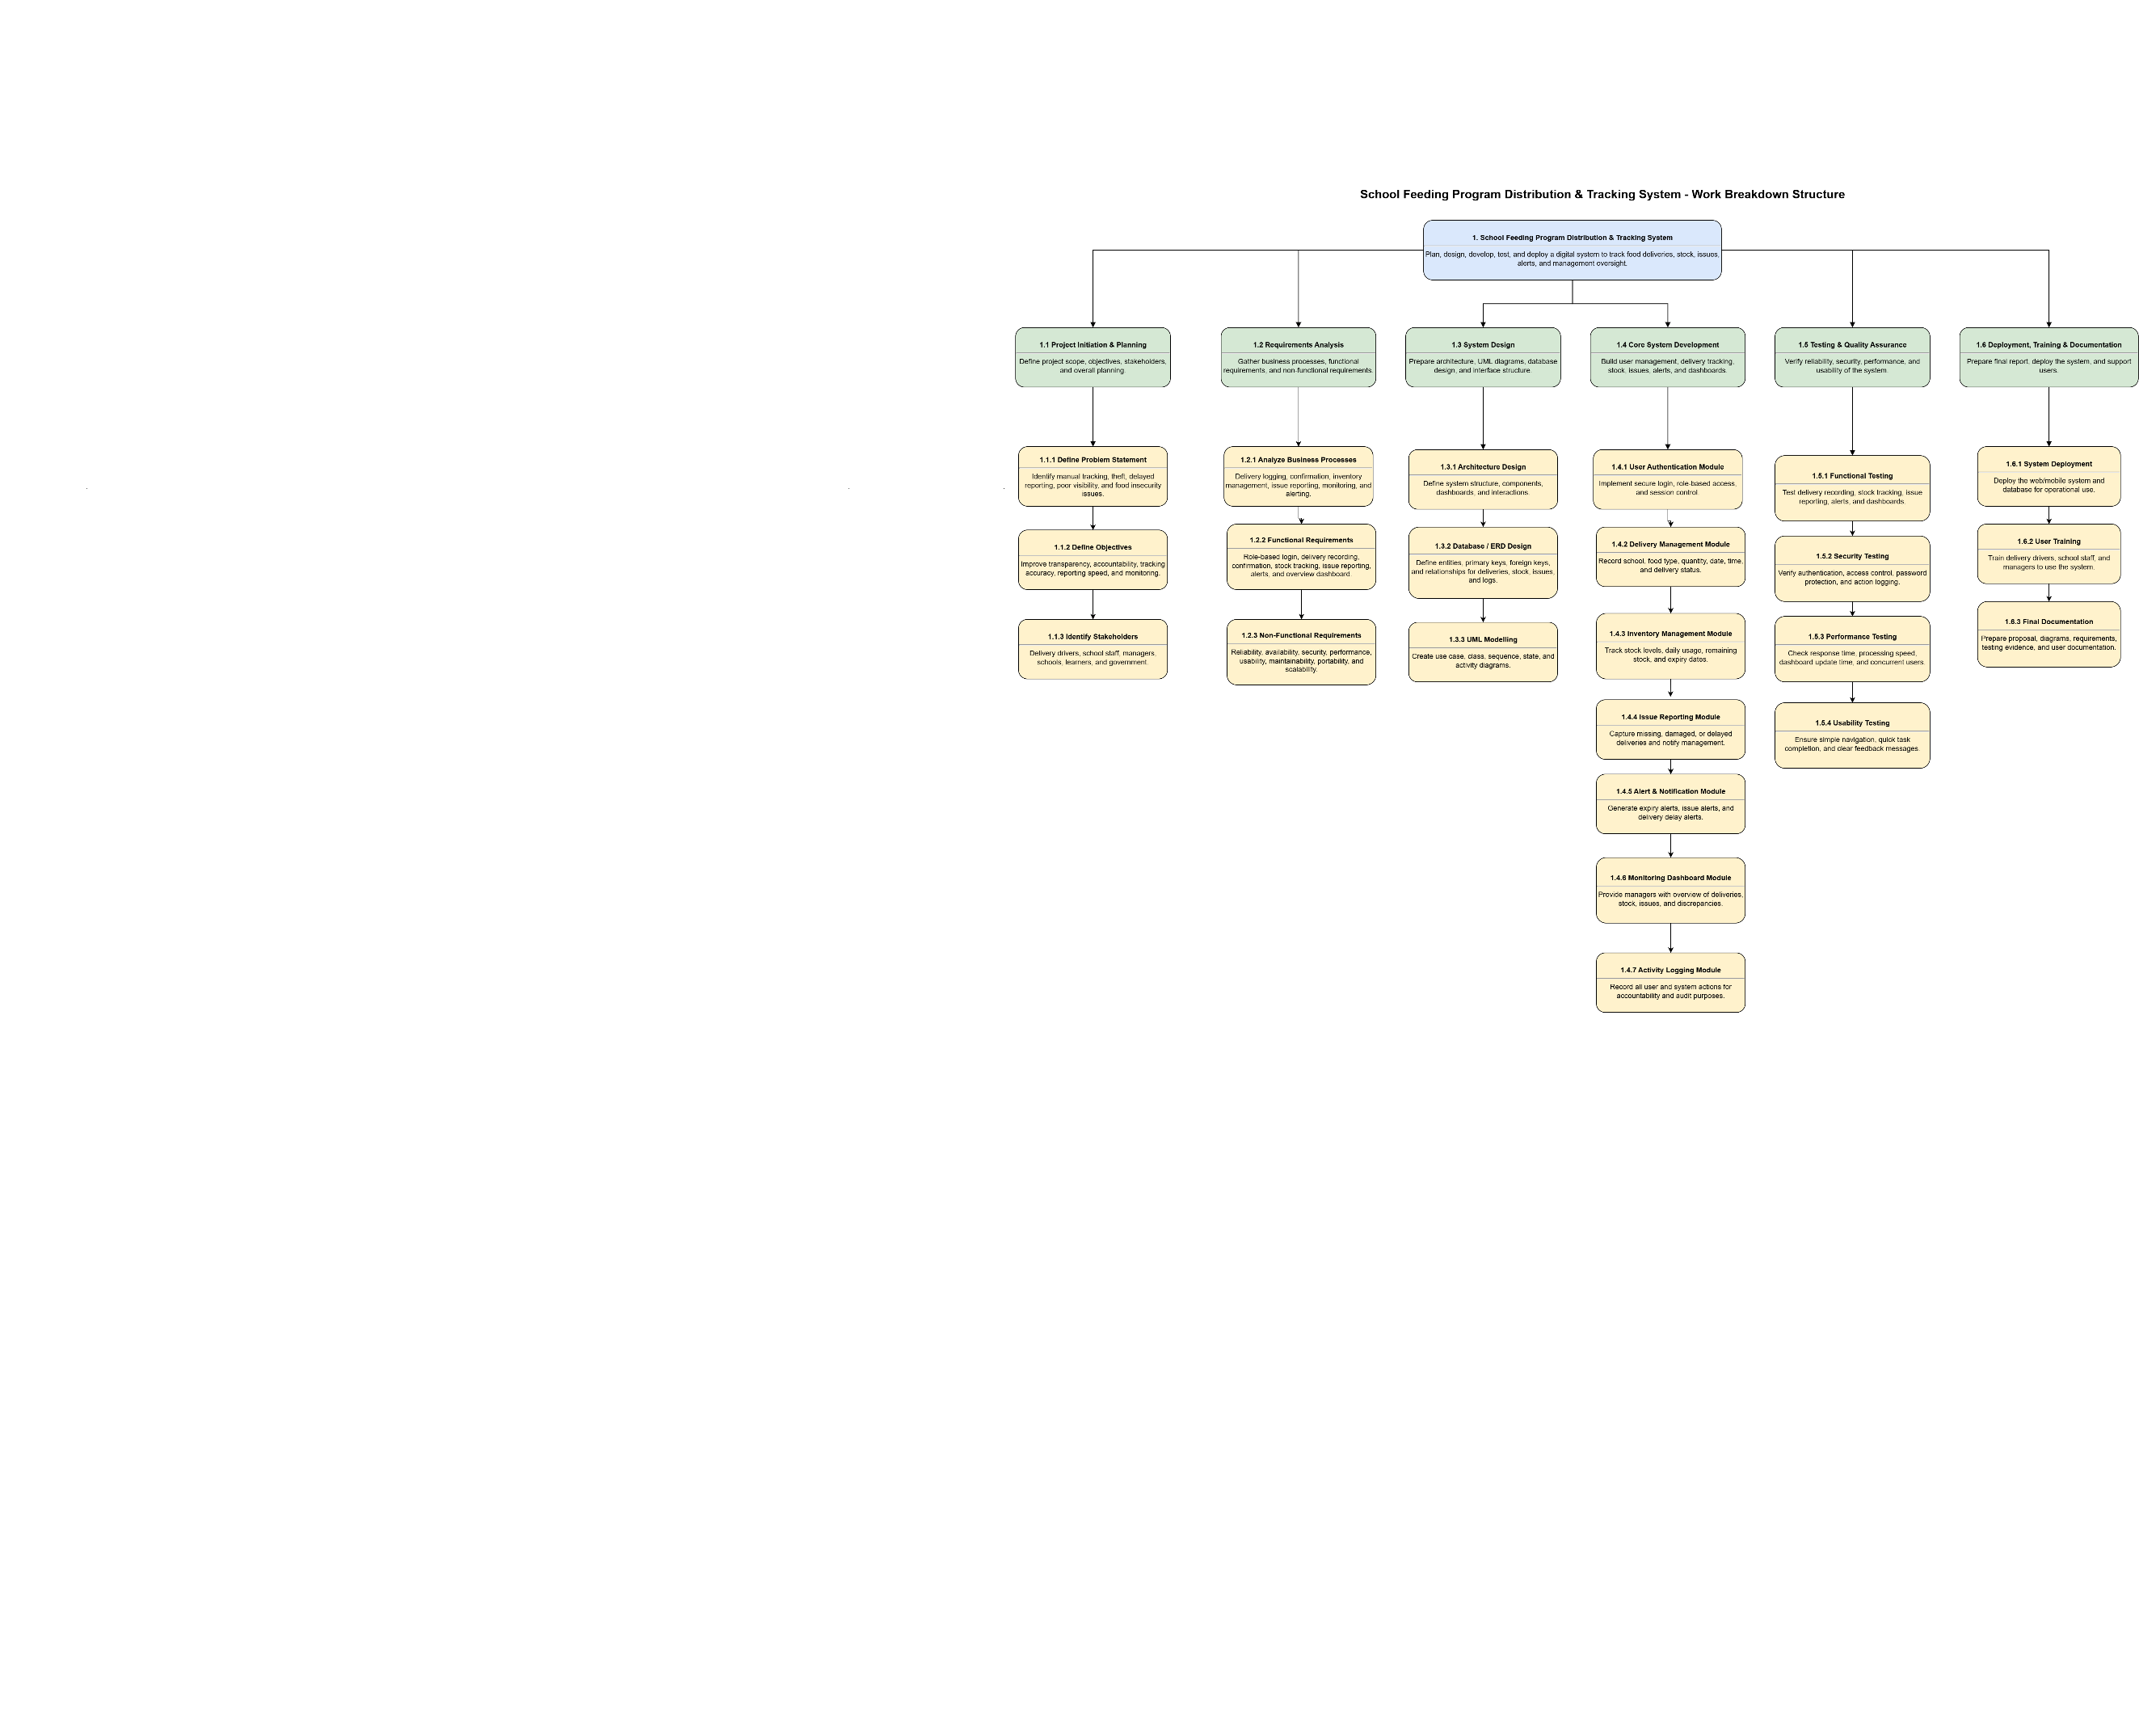 School Feeding Program Distribution & Tracking System - Work Breakdown Structure
1. School Feeding Program Distribution & Tracking System
Plan, design, develop, test, and deploy a digital system to track food deliveries, stock, issues,
alerts, and management oversight.
1.1 Project Initiation & Planning
Define project scope, objectives, stakeholders,
and overall planning.
1.1.1 Define Problem Statement
Identify manual tracking, theft, delayed
reporting, poor visibility, and food insecurity
issues.
1.1.2 Define Objectives
Improve transparency, accountability, tracking
accuracy, reporting speed, and monitoring.
1.1.3 Identify Stakeholders
Delivery drivers, school staff, managers,
schools, learners, and government.
1.2 Requirements Analysis
Gather business processes, functional
requirements, and non-functional requirements.
1.2.1 Analyze Business Processes
Delivery logging, confirmation, inventory
management, issue reporting, monitoring, and
alerting.
1.2.2 Functional Requirements
Role-based login, delivery recording,
confirmation, stock tracking, issue reporting,
alerts, and overview dashboard.
1.2.3 Non-Functional Requirements
Reliability, availability, security, performance,
usability, maintainability, portability, and
scalability.
1.3 System Design
Prepare architecture, UML diagrams, database
design, and interface structure.
1.3.1 Architecture Design
Define system structure, components,
dashboards, and interactions.
1.3.2 Database / ERD Design
Define entities, primary keys, foreign keys,
and relationships for deliveries, stock, issues,
and logs.
1.3.3 UML Modelling
Create use case, class, sequence, state, and
activity diagrams.
1.4 Core System Development
Build user management, delivery tracking,
stock, issues, alerts, and dashboards.
1.4.1 User Authentication Module
Implement secure login, role-based access,
and session control.
1.4.2 Delivery Management Module
Record school, food type, quantity, date, time,
and delivery status.
1.4.3 Inventory Management Module
Track stock levels, daily usage, remaining
stock, and expiry dates.
1.4.4 Issue Reporting Module
Capture missing, damaged, or delayed
deliveries and notify management.
1.4.5 Alert & Notification Module
Generate expiry alerts, issue alerts, and
delivery delay alerts.
1.4.6 Monitoring Dashboard Module
Provide managers with overview of deliveries,
stock, issues, and discrepancies.
1.4.7 Activity Logging Module
Record all user and system actions for
accountability and audit purposes.
1.5 Testing & Quality Assurance
Verify reliability, security, performance, and
usability of the system.
1.5.1 Functional Testing
Test delivery recording, stock tracking, issue
reporting, alerts, and dashboards.
1.5.2 Security Testing
Verify authentication, access control, password
protection, and action logging.
1.5.3 Performance Testing
Check response time, processing speed,
dashboard update time, and concurrent users.
1.5.4 Usability Testing
Ensure simple navigation, quick task
completion, and clear feedback messages.
1.6 Deployment, Training & Documentation
Prepare final report, deploy the system, and support
users.
1.6.1 System Deployment
Deploy the web/mobile system and
database for operational use.
1.6.2 User Training
Train delivery drivers, school staff, and
managers to use the system.
1.6.3 Final Documentation
Prepare proposal, diagrams, requirements,
testing evidence, and user documentation.